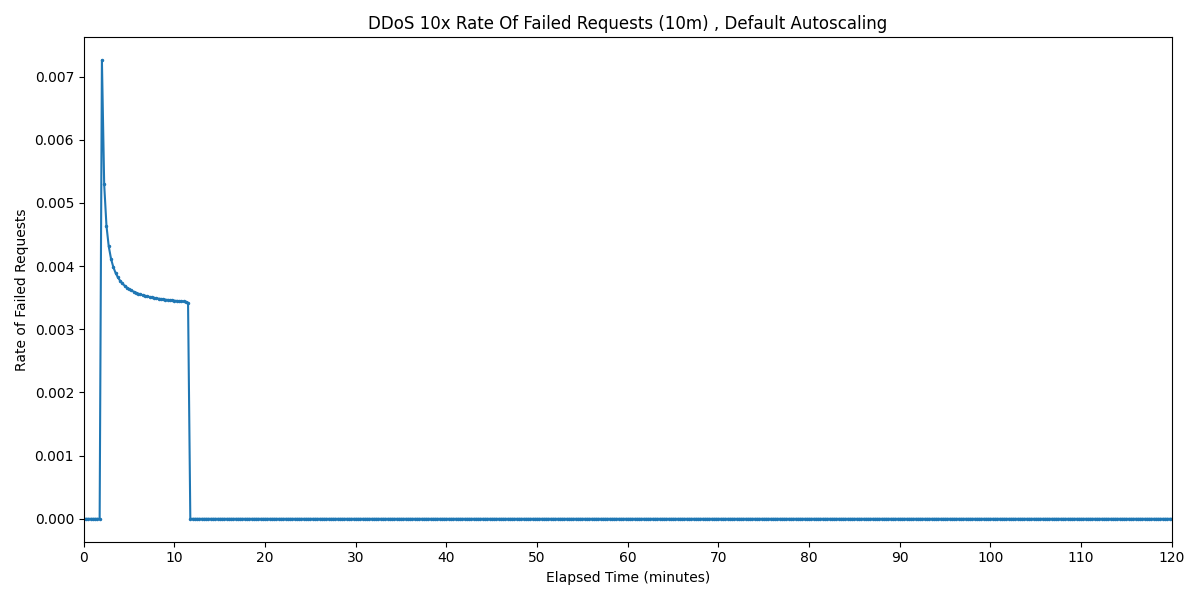 DDoS 10x Rate Of Failed Requests (10m) , Default Autoscaling
0.007
0.006
0.005
0.004
0.003
0.002
0.001
0.000
Rate of Failed Requests
0 10 20 30 40 50 60 70 80 90 100 110 120
Elapsed Time (minutes)